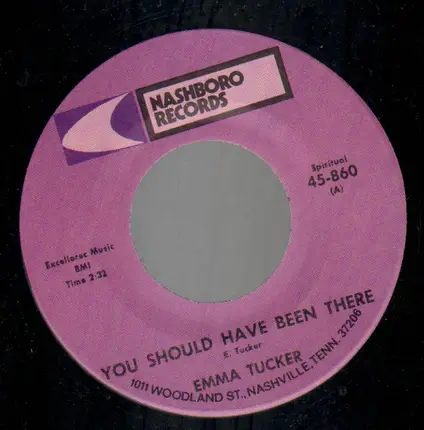 NASHBORO
RECORDS
Spiritual
45-860
(A)
Excellorec Music
BMI
Time 2:32
YOU SHOULD HAVE BEEN THERE
E. Tucker
EMMA TUCKER
1011 WOODLAND ST., NASHVILLE, TENN. 37206